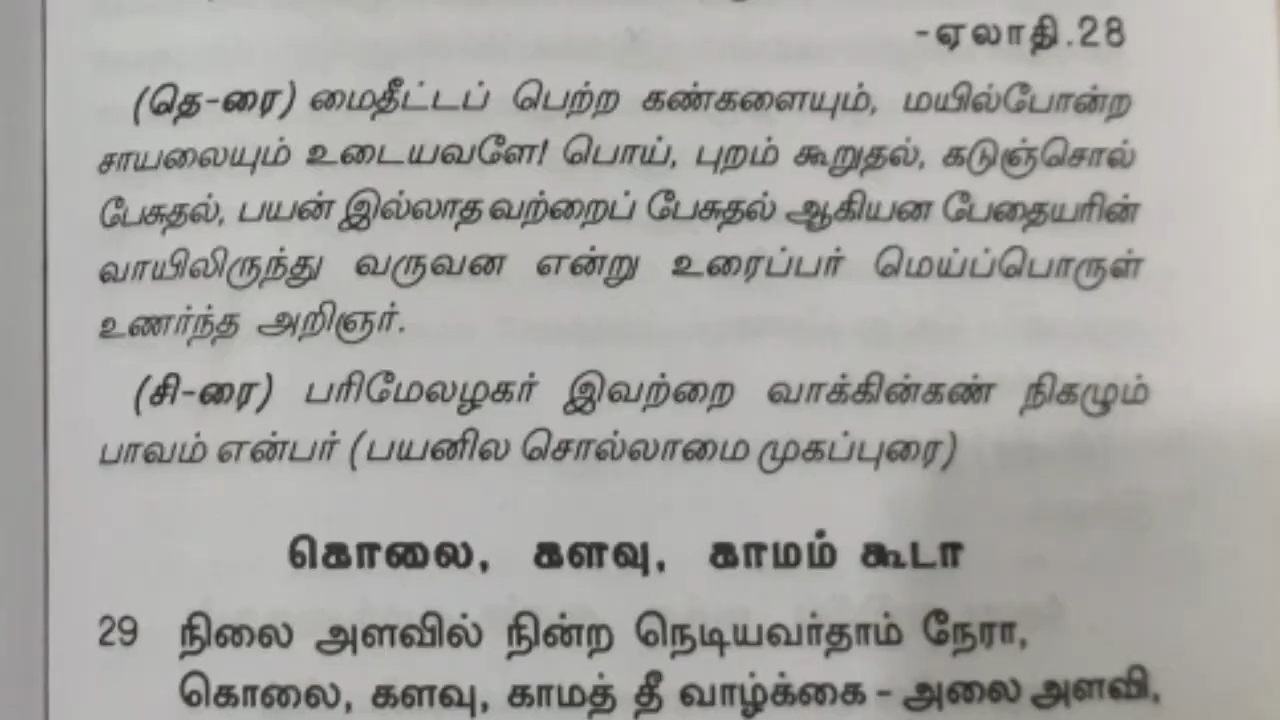 -ஏலாதி.28
(தெ-ரை) மைதீட்டப் பெற்ற கண்களையும், மயில்போன்ற
சாயலையும் உடையவளே! பொய், புறம் கூறுதல், கடுஞ்சொல்
பேசுதல், பயன் இல்லாதவற்றைப் பேசுதல் ஆகியன பேதையரின்
வாயிலிருந்து வருவன என்று உரைப்பர் மெய்ப்பொருள்
உணர்ந்த அறிஞர்.
(சி-ரை) பரிமேலழகர் இவற்றை வாக்கின்கண் நிகழும்
பாவம் என்பர் (பயனில சொல்லாமை முகப்புரை)
கொலை, களவு, காமம் கூடா
29 நிலை அளவில் நின்ற நெடியவர்தாம் நேரா,
கொலை, களவு, காமத் தீ வாழ்க்கை - அலை அளவி,